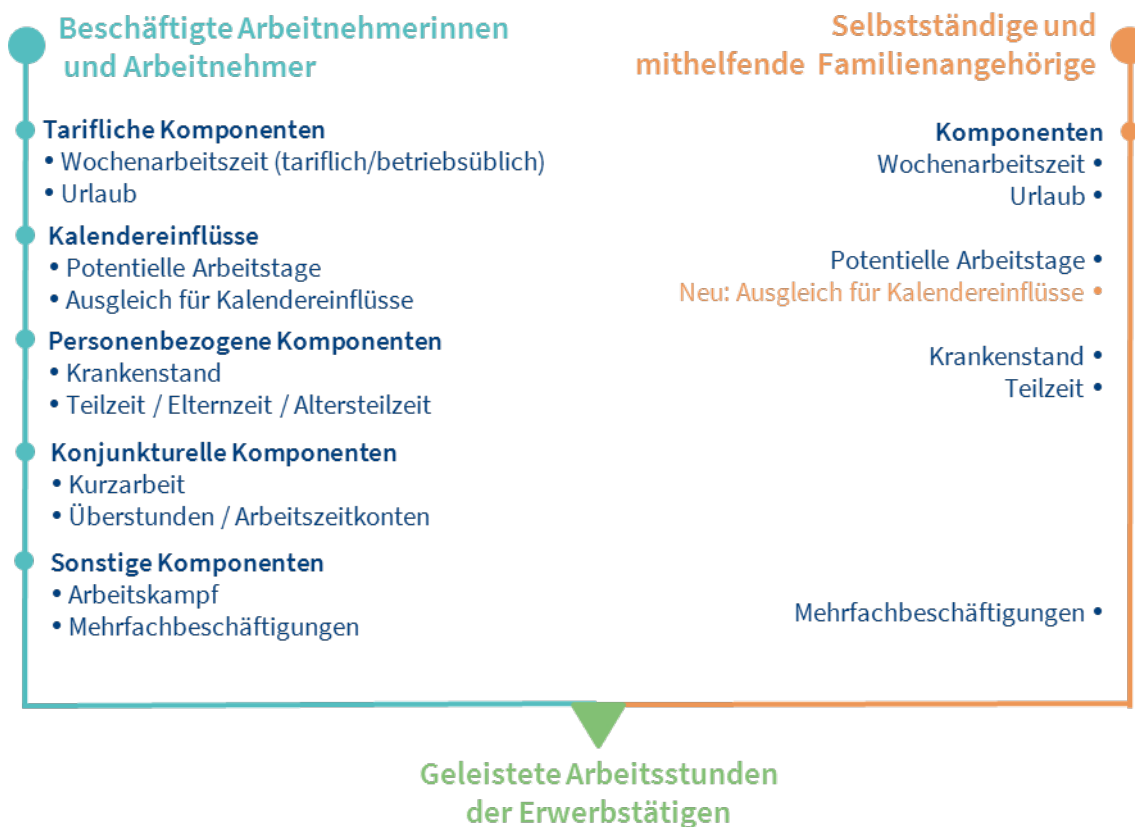 Beschäftigte Arbeitnehmerinnen
und Arbeitnehmer
Tarifliche Komponenten
• Wochenarbeitszeit (tariflich/betriebsüblich)
• Urlaub
Kalendereinflüsse
• Potentielle Arbeitstage
• Ausgleich für Kalendereinflüsse
Personenbezogene Komponenten
• Krankenstand
• Teilzeit / Elternzeit / Altersteilzeit
Konjunkturelle Komponenten
• Kurzarbeit
• Überstunden / Arbeitszeitkonten
Sonstige Komponenten
• Arbeitskampf
• Mehrfachbeschäftigungen
Selbstständige und
mithelfende Familienangehörige
Komponenten
Wochenarbeitszeit •
Urlaub •
Potentielle Arbeitstage •
Neu: Ausgleich für Kalendereinflüsse •
Krankenstand •
Teilzeit •
Mehrfachbeschäftigungen •
Geleistete Arbeitsstunden
der Erwerbstätigen